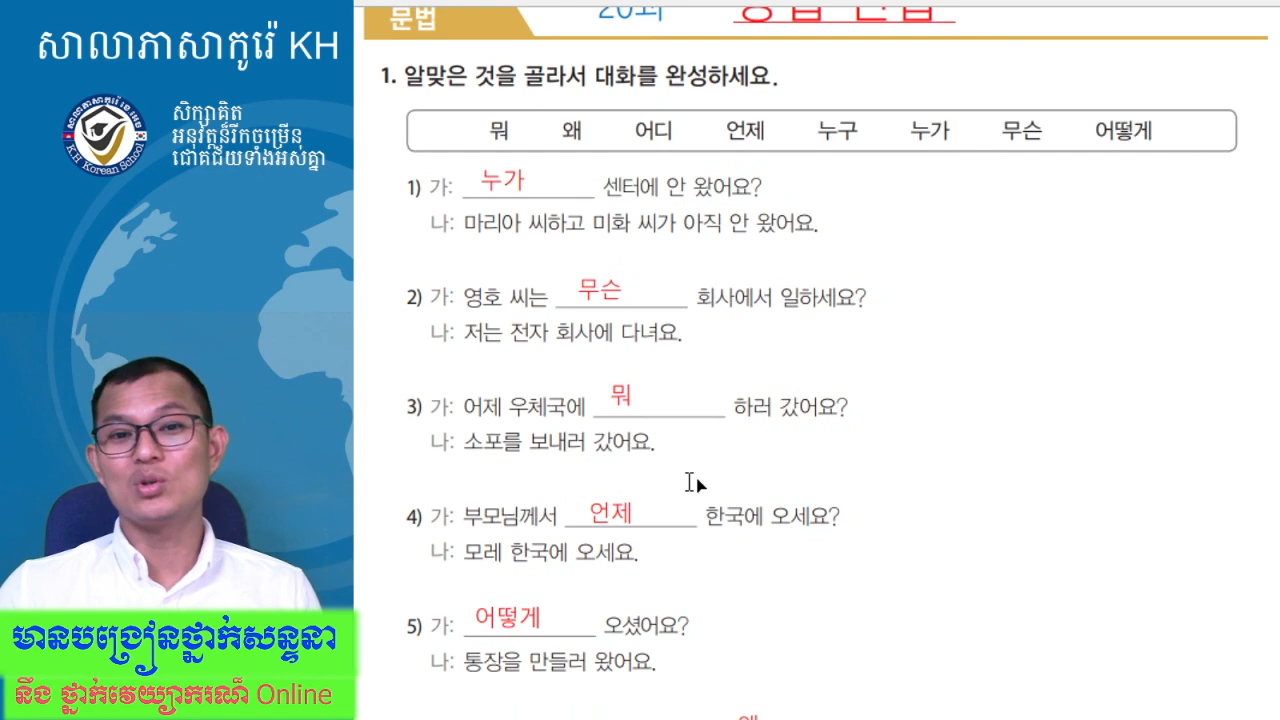 សាលាភាសាកូរ៉េ KH
K.H Korean School
សិក្សាគិត
អនុវត្តន៍រីកចម្រើន
ជោគជ័យទាំងអស់គ្នា
문법
1. 알맞은 것을 골라서 대화를 완성하세요.
뭐 왜 어디 언제 누구 누가 무슨 어떻게
1) 가: 누가 센터에 안 왔어요?
나: 마리아 씨하고 미화 씨가 아직 안 왔어요.
2) 가: 영호 씨는 무슨 회사에서 일하세요?
나: 저는 전자 회사에 다녀요.
3) 가: 어제 우체국에 뭐 하러 갔어요?
나: 소포를 보내러 갔어요.
4) 가: 부모님께서 언제 한국에 오세요?
나: 모레 한국에 오세요.
5) 가: 어떻게 오셨어요?
나: 통장을 만들러 왔어요.
មានបង្រៀនថ្នាក់សន្ទនា
និង ថ្នាក់វេយ្យាករណ៏ Online